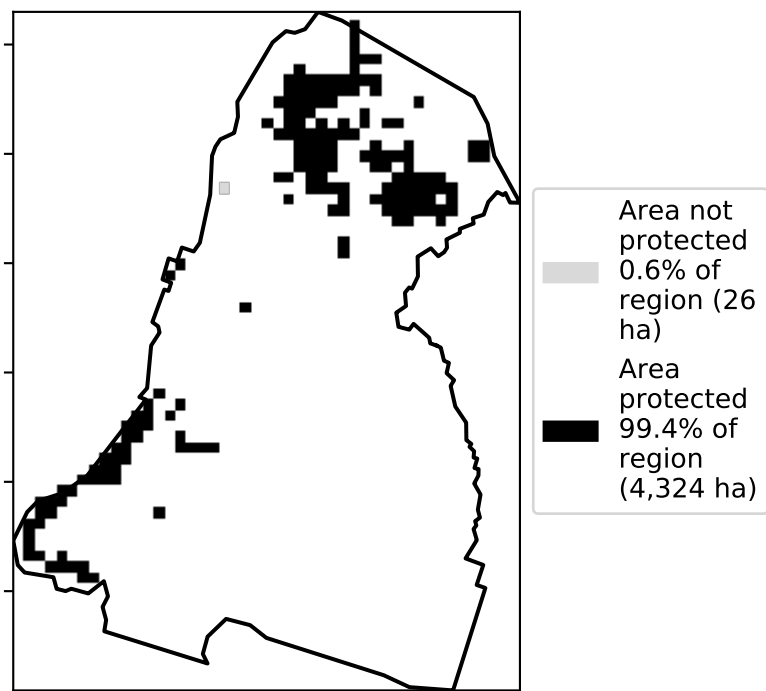 Area not
protected
0.6% of
region (26
ha)
Area
protected
99.4% of
region
(4,324 ha)